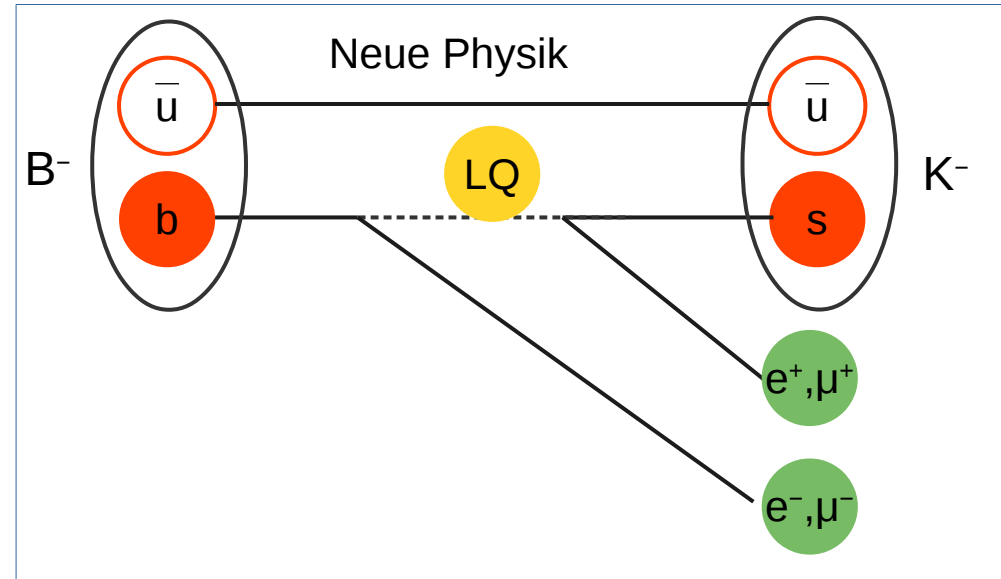 Neue Physik
u̅
u̅
B⁻
LQ
K⁻
b
s
e⁺,μ⁺
e⁻,μ⁻